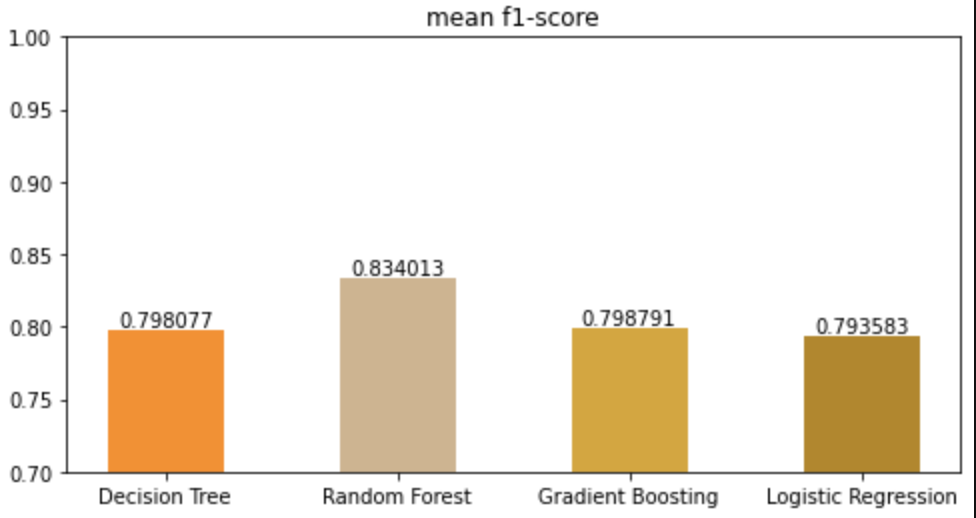 mean f1-score
1.00
0.95
0.90
0.85
0.80
0.75
0.70
0.798077
0.834013
0.798791
0.793583
Decision Tree
Random Forest
Gradient Boosting
Logistic Regression